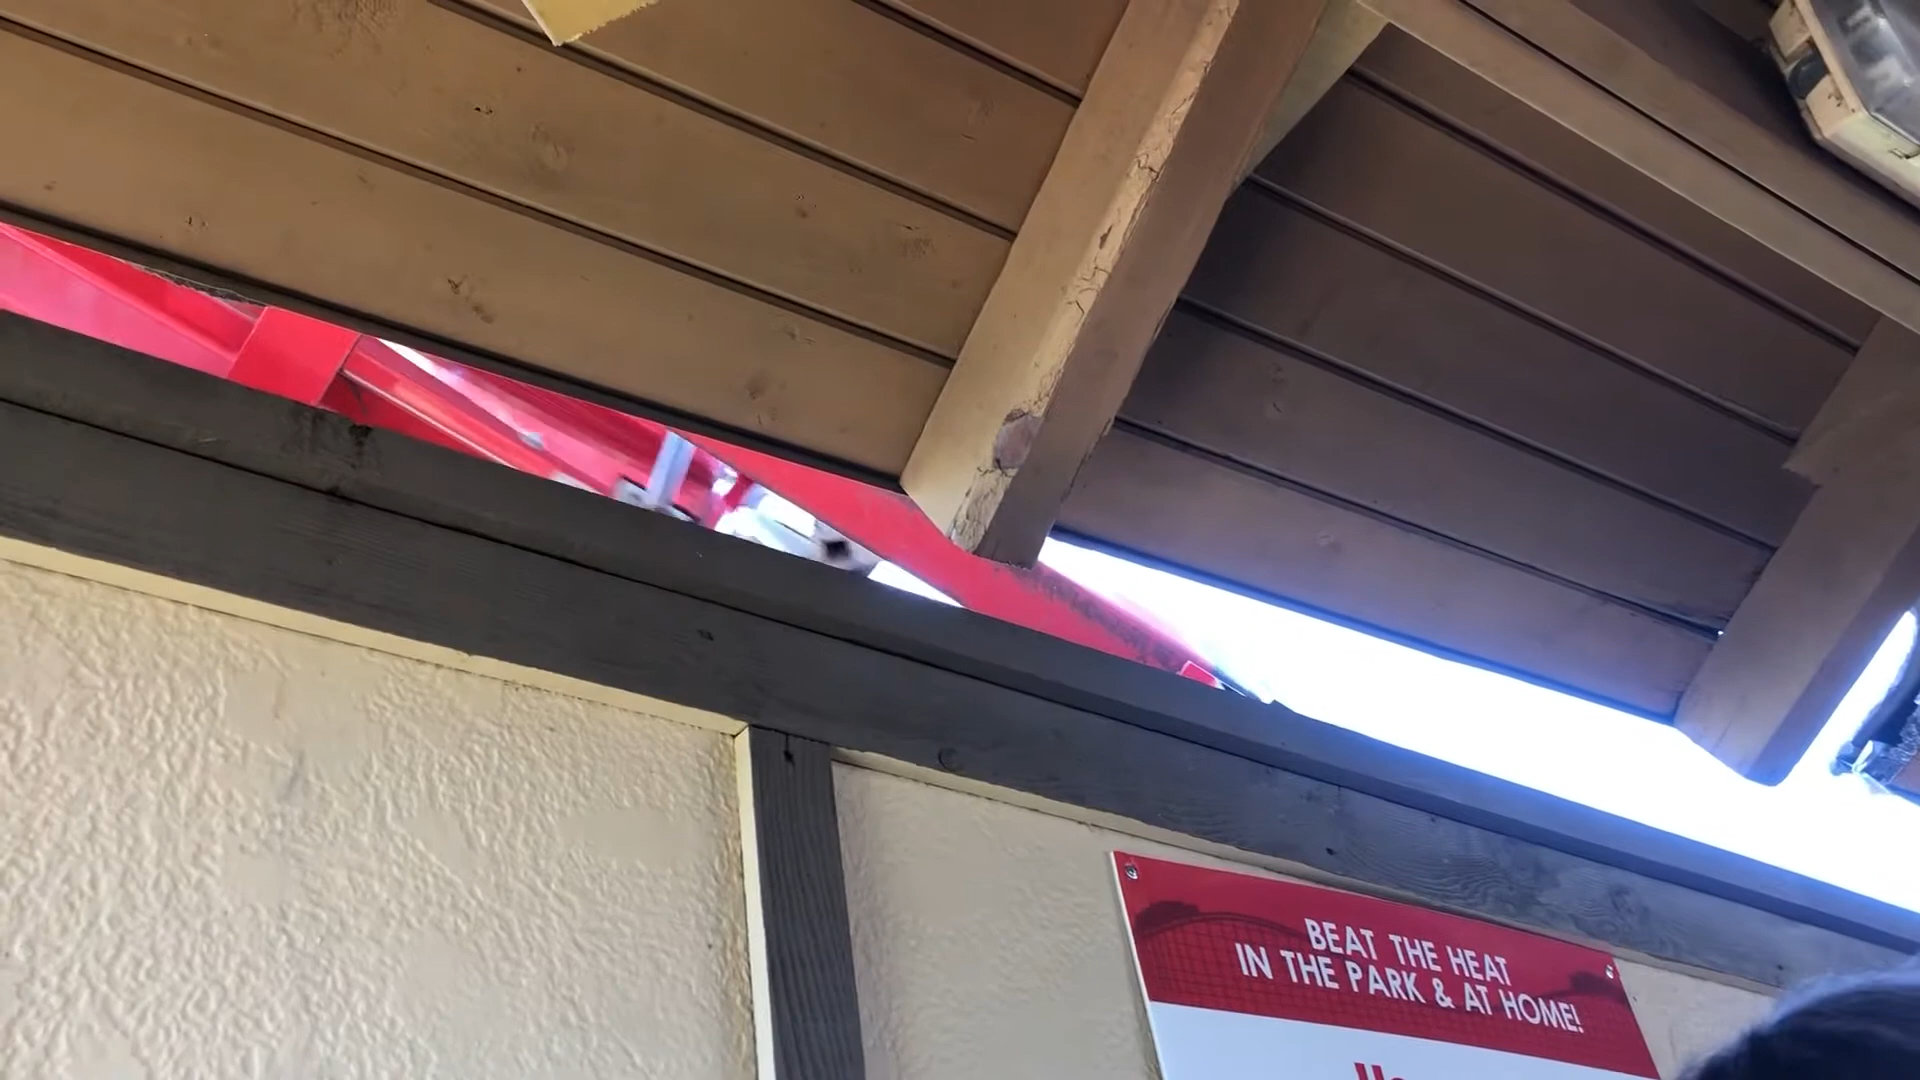 BEAT THE HEAT
IN THE PARK & AT HOME!